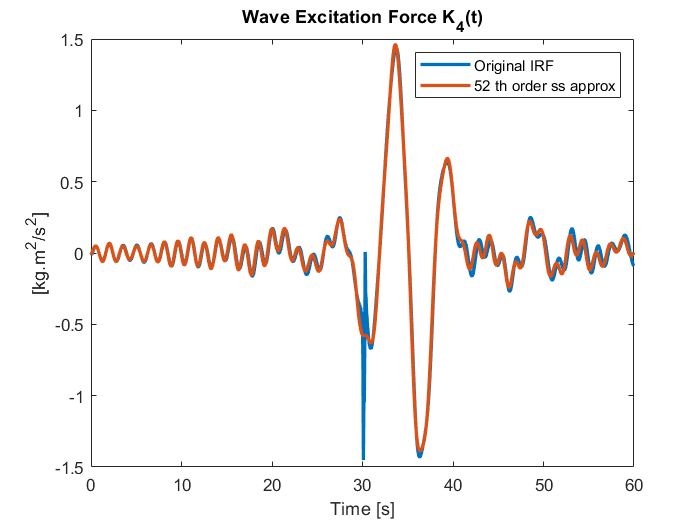 Wave Excitation Force K₄(t)
Original IRF
52 th order ss approx
1.5
1
0.5
0
-0.5
-1
-1.5
[kg.m²/s²]
0 10 20 30 40 50 60
Time [s]